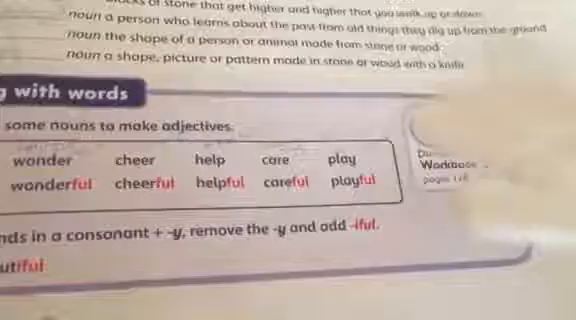 of stone that get higher and higher that you walk up or down
noun a person who learns about the past from old things they dig up from the ground
noun the shape of a person or animal made from stone or wood
noun a shape, picture or pattern made in stone or wood with a knife
g with words
some nouns to make adjectives.
wonder cheer help care play
wonderful cheerful helpful careful playful
Workbook
pages
nds in a consonant + -y, remove the -y and add -iful.
utiful